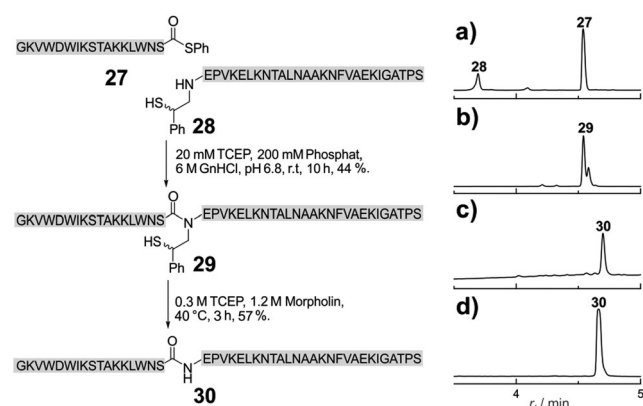 O
GKVWDWIKSTAKKLWNS
SPh
27
EPVKELKNTALNAAKNFVAEKIGATPS
HN
HS
Ph
28
20 mM TCEP, 200 mM Phosphat,
6 M GnHCl, pH 6.8, r.t, 10 h, 44 %.
O
GKVWDWIKSTAKKLWNS
N
EPVKELKNTALNAAKNFVAEKIGATPS
HS
Ph
29
0.3 M TCEP, 1.2 M Morpholin,
40 °C, 3 h, 57 %.
O
GKVWDWIKSTAKKLWNS
N
H
EPVKELKNTALNAAKNFVAEKIGATPS
30
a)
27
28
b)
29
c)
30
d)
30
4
5
/ min